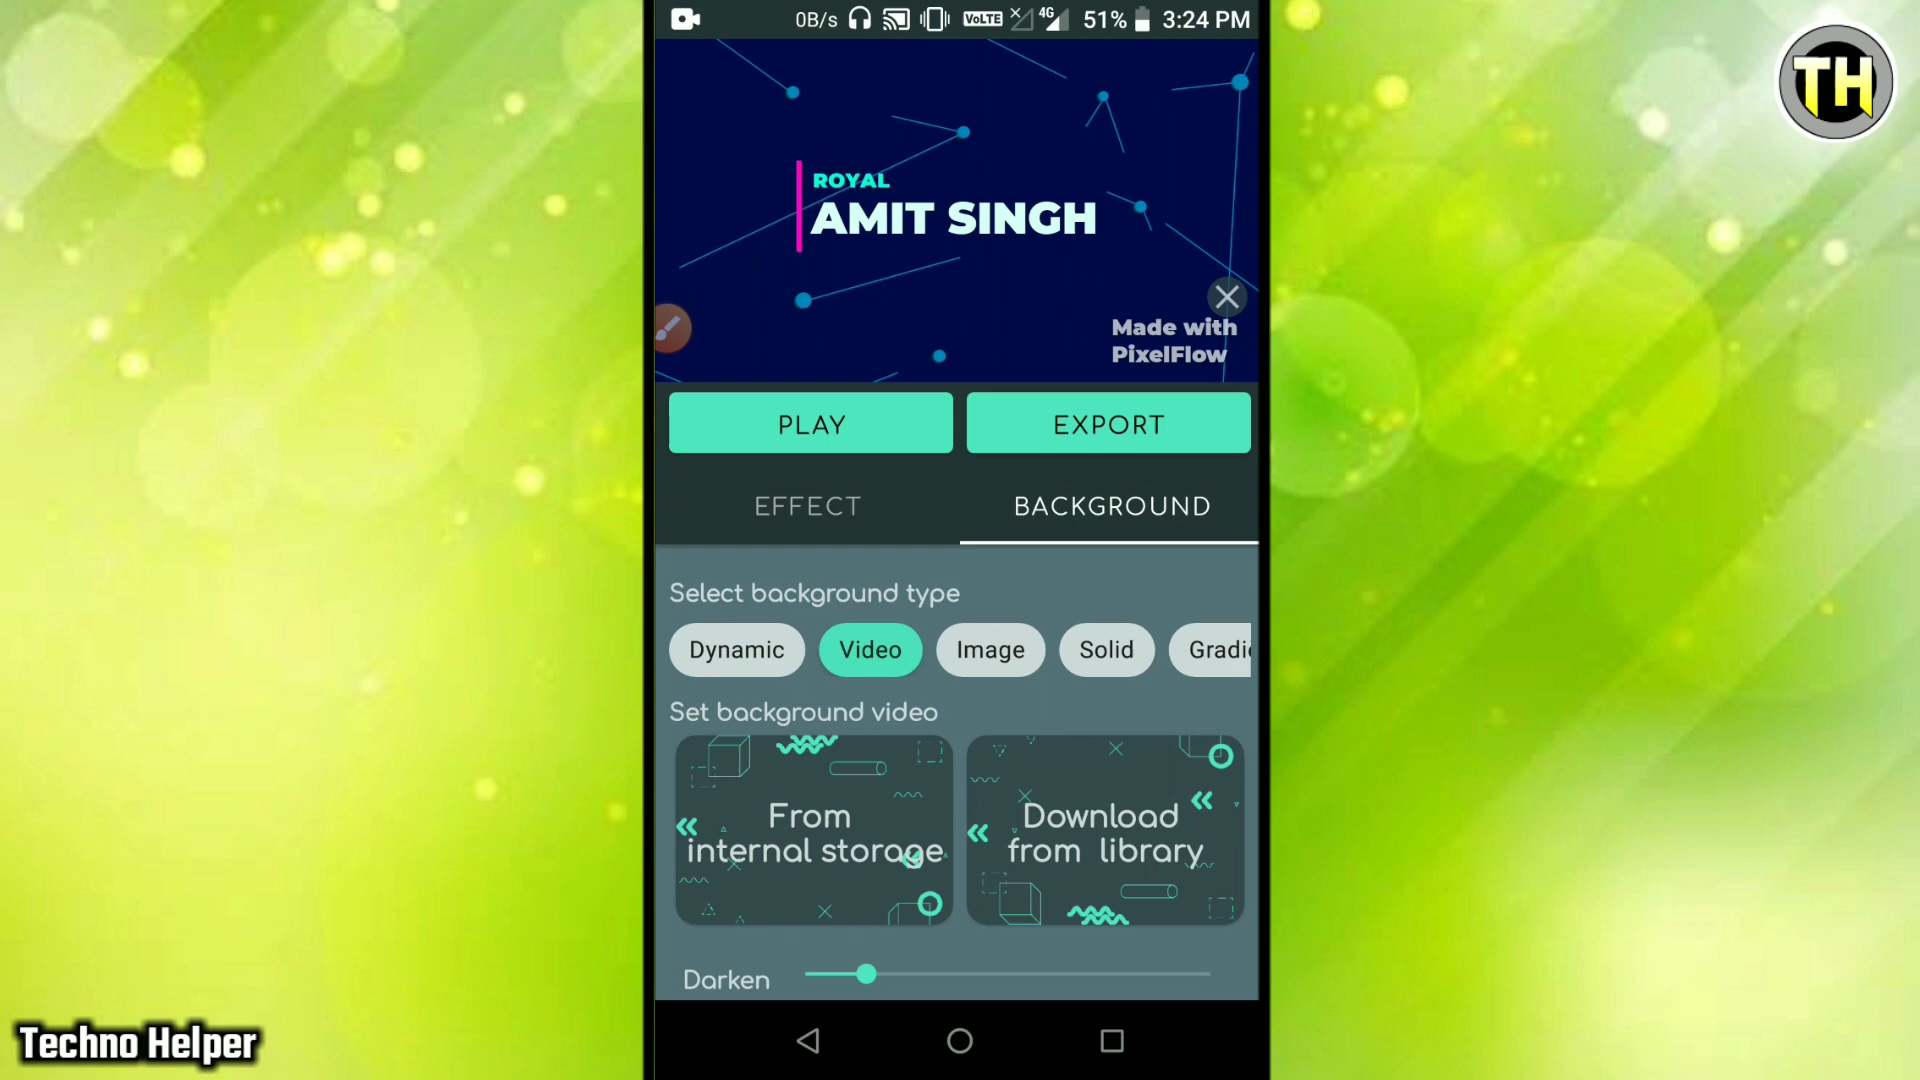 0B/s VoLTE 4G 51% 3:24 PM
TH
ROYAL
AMIT SINGH
Made with
PixelFlow
PLAY EXPORT
EFFECT BACKGROUND
Select background type
Dynamic Video Image Solid Gradi
Set background video
From
internal storage
Download
from library
Darken
Techno Helper